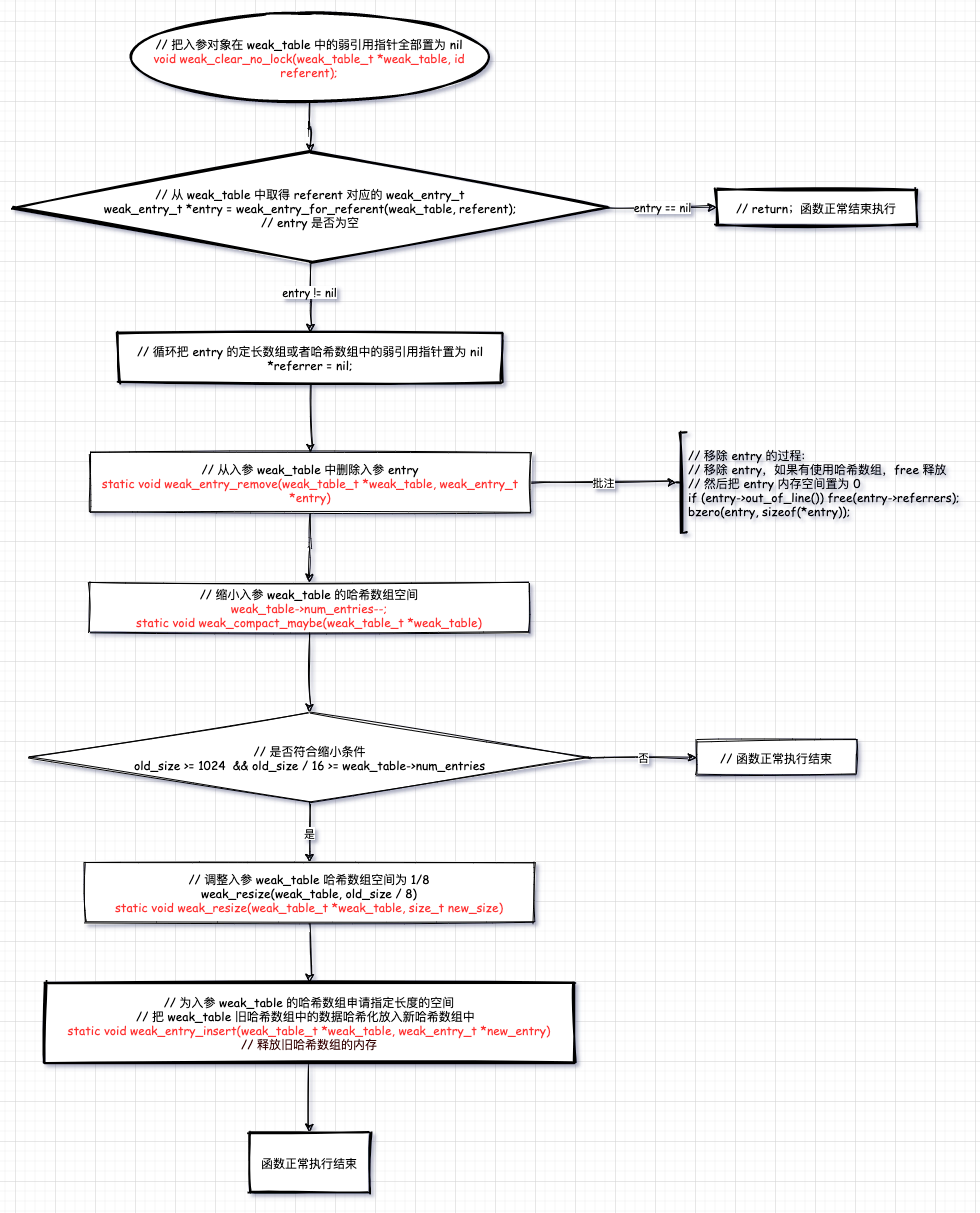 // 把入参对象在 weak_table 中的弱引用指针全部置为 nil
void weak_clear_no_lock(weak_table_t *weak_table, id
referent);
// 从 weak_table 中取得 referent 对应的 weak_entry_t
weak_entry_t *entry = weak_entry_for_referent(weak_table, referent);
// entry 是否为空
entry == nil
// return；函数正常结束执行
entry != nil
// 循环把 entry 的定长数组或者哈希数组中的弱引用指针置为 nil
*referrer = nil;
// 从入参 weak_table 中删除入参 entry
static void weak_entry_remove(weak_table_t *weak_table, weak_entry_t
*entry)
批注
// 移除 entry 的过程:
// 移除 entry，如果有使用哈希数组，free 释放
// 然后把 entry 内存空间置为 0
if (entry->out_of_line()) free(entry->referrers);
bzero(entry, sizeof(*entry));
// 缩小入参 weak_table 的哈希数组空间
weak_table->num_entries--;
static void weak_compact_maybe(weak_table_t *weak_table)
// 是否符合缩小条件
old_size >= 1024  && old_size / 16 >= weak_table->num_entries
否
// 函数正常执行结束
是
// 调整入参 weak_table 哈希数组空间为 1/8
weak_resize(weak_table, old_size / 8)
static void weak_resize(weak_table_t *weak_table, size_t new_size)
// 为入参 weak_table 的哈希数组申请指定长度的空间
// 把 weak_table 旧哈希数组中的数据哈希化放入新哈希数组中
static void weak_entry_insert(weak_table_t *weak_table, weak_entry_t *new_entry)
// 释放旧哈希数组的内存
函数正常执行结束